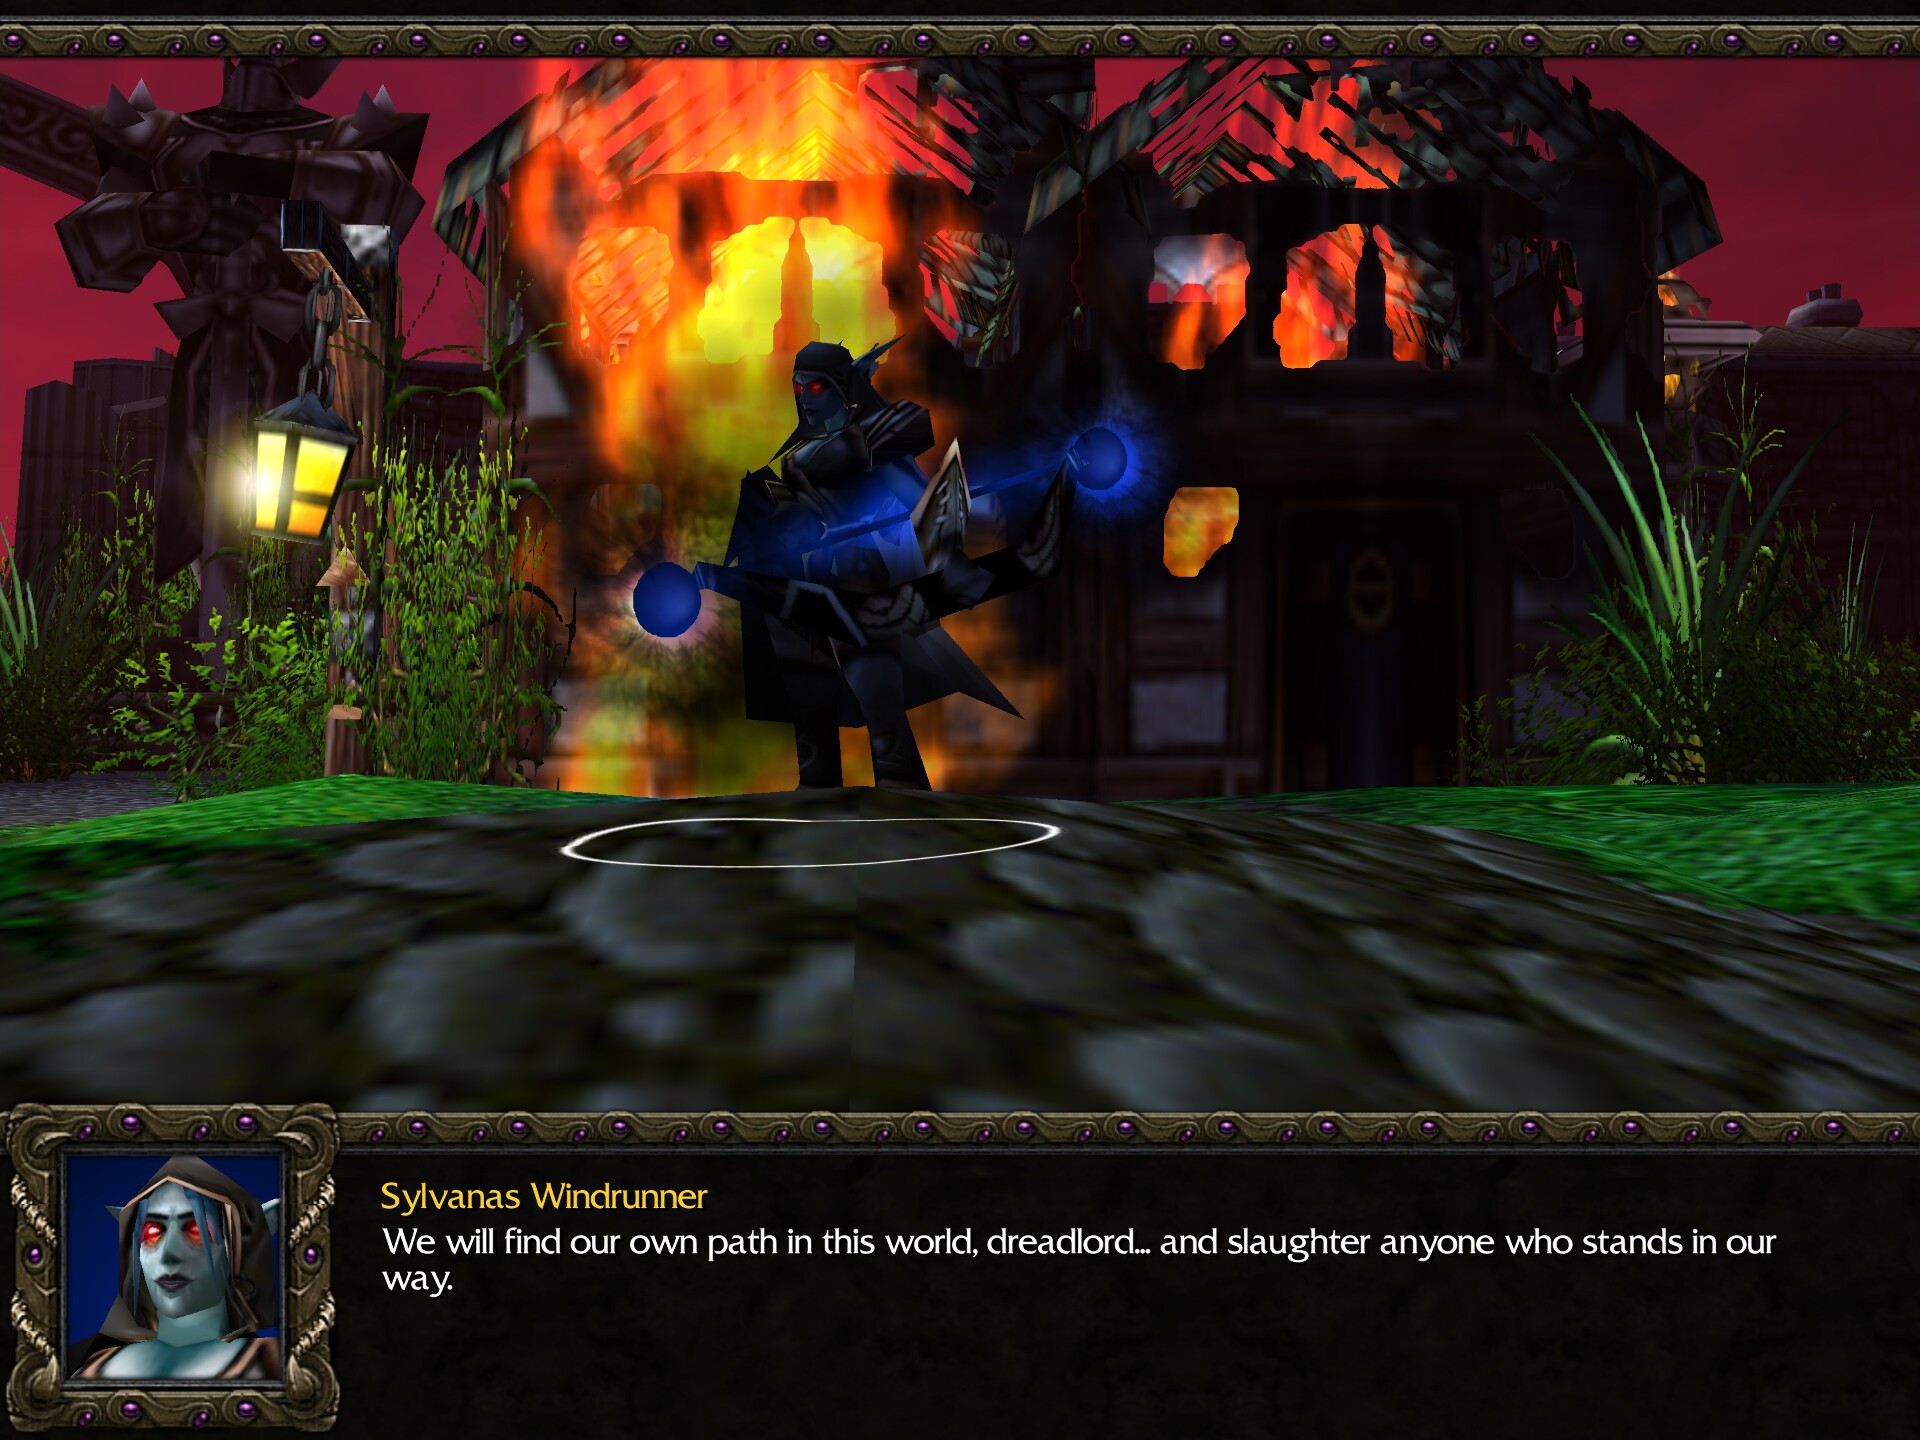 Sylvanas Windrunner
We will find our own path in this world, dreadlord... and slaughter anyone who stands in our
way.